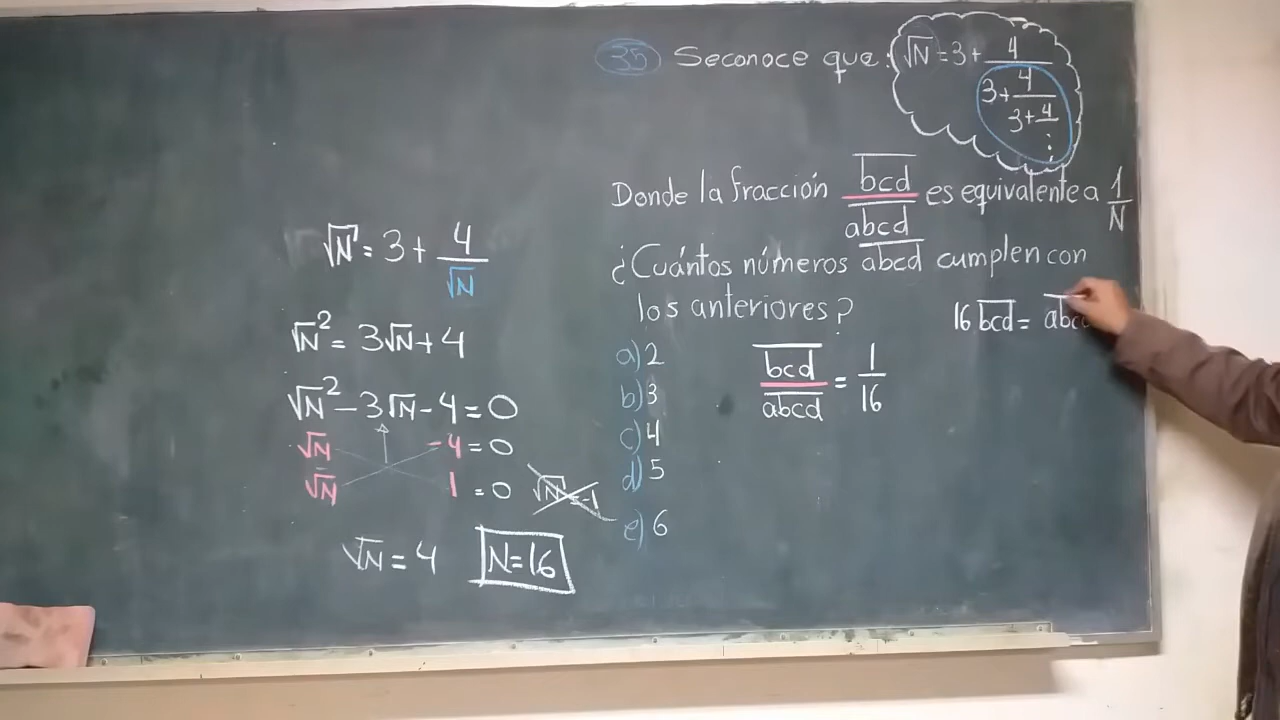 35 Se conoce que: √N = 3 + 4
3 + 4
3 + 4
⋮
Donde la fracción bcd es equivalente a 1
abcd N
¿Cuántos números abcd cumplen con
los anteriores?
a) 2
b) 3
c) 4
d) 5
e) 6
√N = 3 + 4
√N
√N² = 3√N + 4
√N² - 3√N - 4 = 0
√N -4 = 0
√N 1 = 0 √N = -1
√N = 4 N=16
bcd = 1
abcd 16
16 bcd = abcd